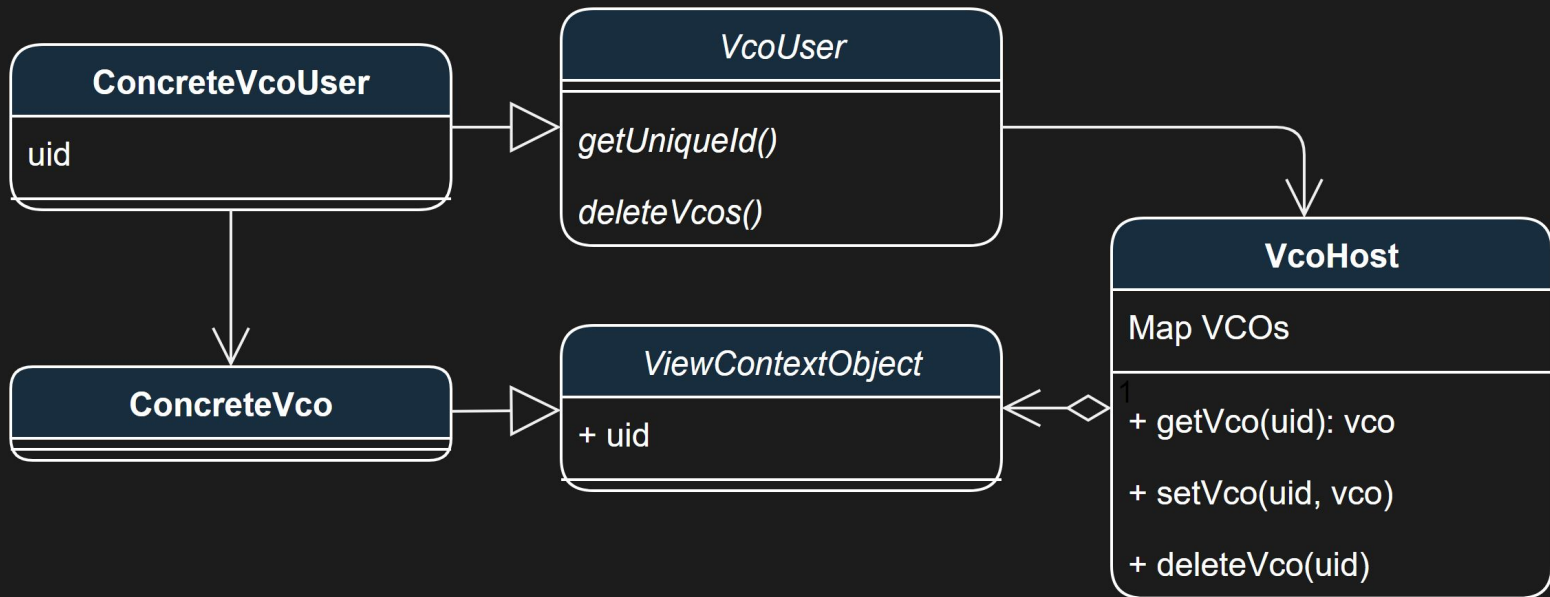 ConcreteVcoUser
uid
VcoUser
getUniqueId()
deleteVcos()
VcoHost
Map VCOs
1
+ getVco(uid): vco
+ setVco(uid, vco)
+ deleteVco(uid)
ConcreteVco
ViewContextObject
+ uid